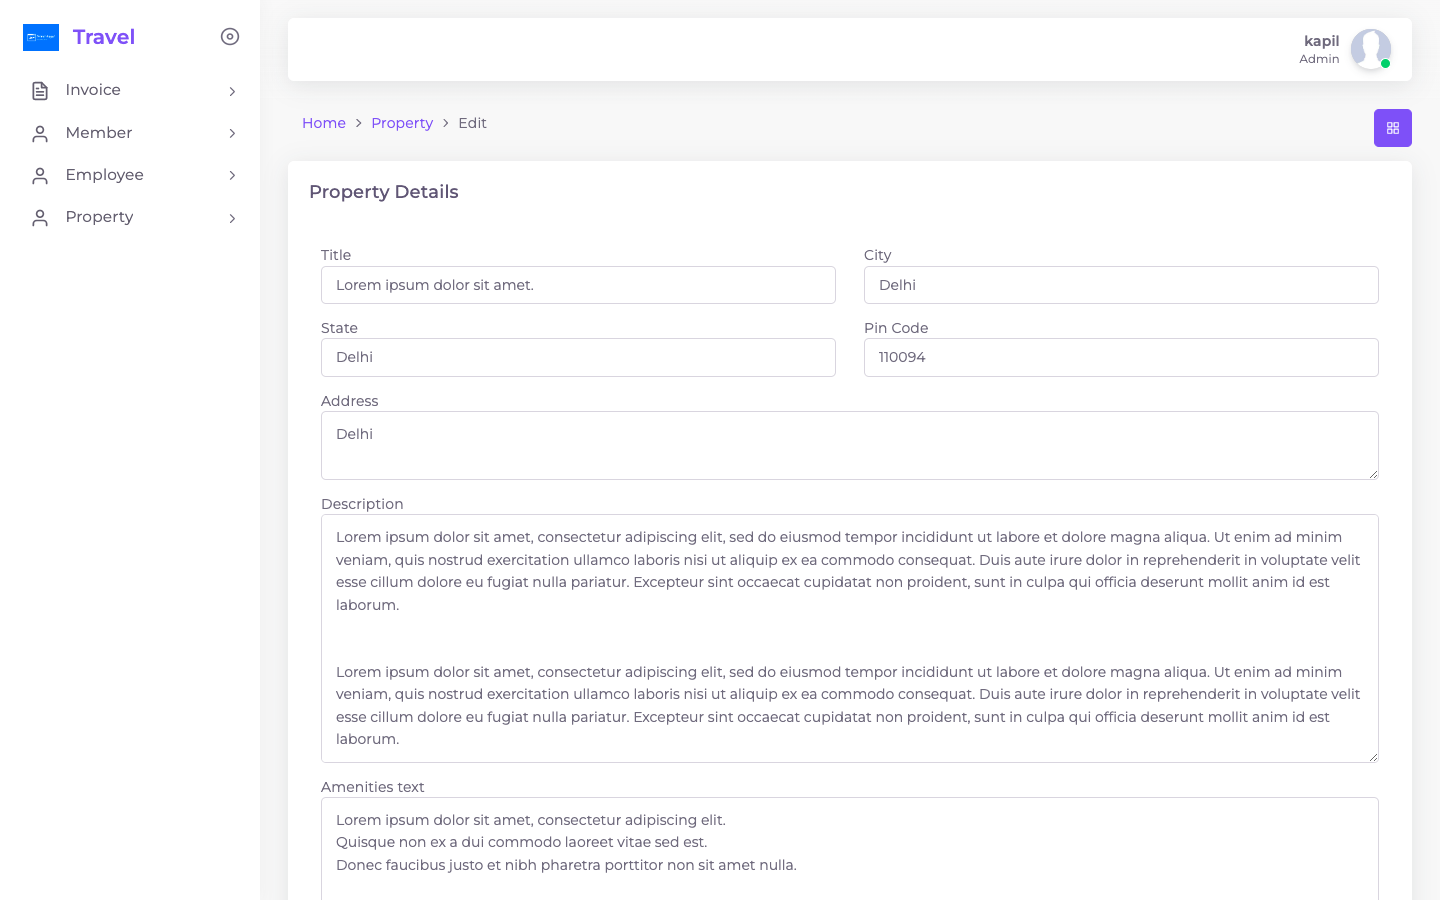 Travel
Invoice
Member
Employee
Property
kapil
Admin
Home > Property > Edit
Property Details
Title
Lorem ipsum dolor sit amet.
City
Delhi
State
Delhi
Pin Code
110094
Address
Delhi
Description
Lorem ipsum dolor sit amet, consectetur adipiscing elit, sed do eiusmod tempor incididunt ut labore et dolore magna aliqua. Ut enim ad minim
veniam, quis nostrud exercitation ullamco laboris nisi ut aliquip ex ea commodo consequat. Duis aute irure dolor in reprehenderit in voluptate velit
esse cillum dolore eu fugiat nulla pariatur. Excepteur sint occaecat cupidatat non proident, sunt in culpa qui officia deserunt mollit anim id est
laborum.
Lorem ipsum dolor sit amet, consectetur adipiscing elit, sed do eiusmod tempor incididunt ut labore et dolore magna aliqua. Ut enim ad minim
veniam, quis nostrud exercitation ullamco laboris nisi ut aliquip ex ea commodo consequat. Duis aute irure dolor in reprehenderit in voluptate velit
esse cillum dolore eu fugiat nulla pariatur. Excepteur sint occaecat cupidatat non proident, sunt in culpa qui officia deserunt mollit anim id est
laborum.
Amenities text
Lorem ipsum dolor sit amet, consectetur adipiscing elit.
Quisque non ex a dui commodo laoreet vitae sed est.
Donec faucibus justo et nibh pharetra porttitor non sit amet nulla.